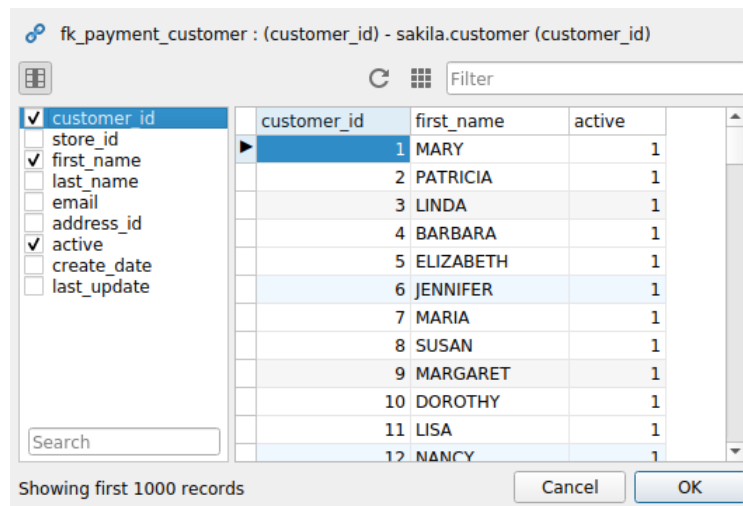 fk_payment_customer : (customer_id) - sakila.customer (customer_id)
Filter
customer_id
store_id
first_name
last_name
email
address_id
active
create_date
last_update
Search
customer_id first_name active
1 MARY 1
2 PATRICIA 1
3 LINDA 1
4 BARBARA 1
5 ELIZABETH 1
6 JENNIFER 1
7 MARIA 1
8 SUSAN 1
9 MARGARET 1
10 DOROTHY 1
11 LISA 1
12 NANCY 1
Showing first 1000 records
Cancel OK